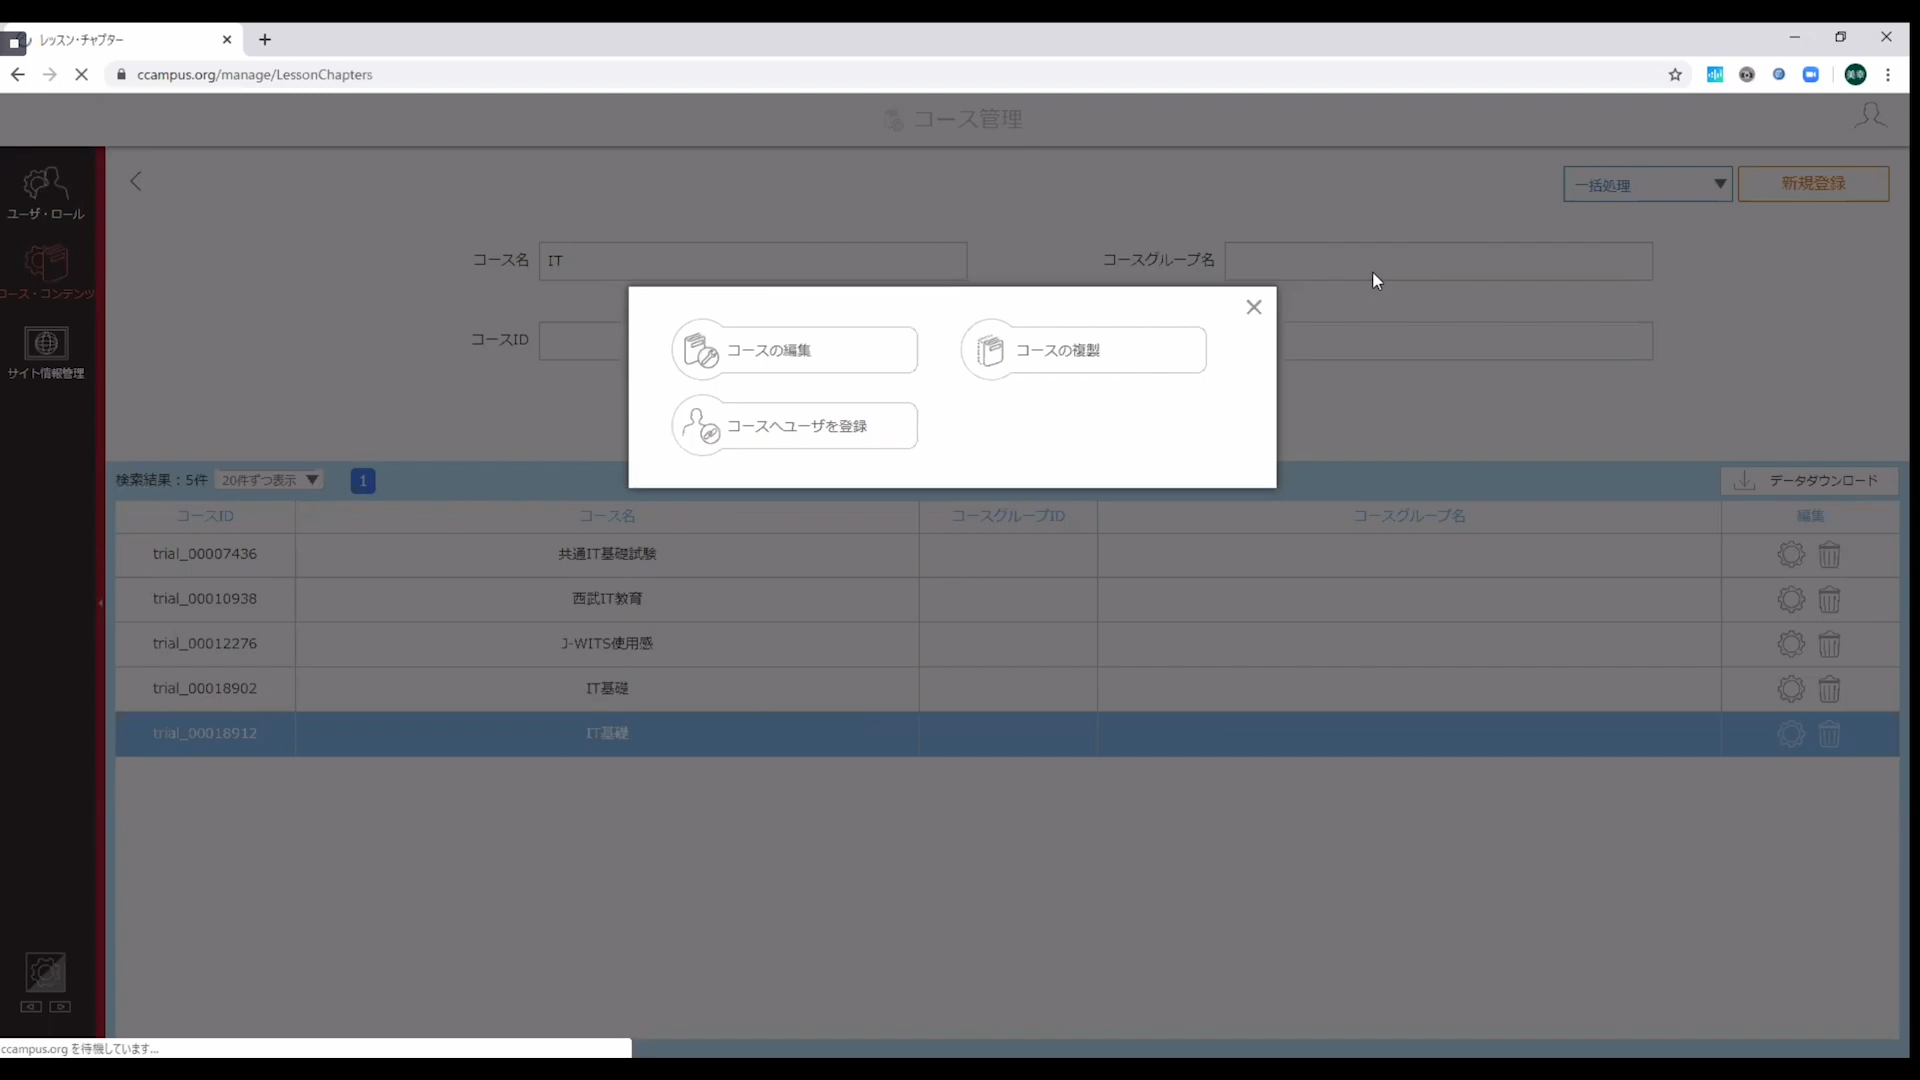 レッスン・チャプター
ccampus.org/manage/LessonChapters
美幸
コース管理
ユーザ・ロール
コース・コンテンツ
サイト情報管理
一括処理
新規登録
コース名 IT コースグループ名
コースID
コースの編集 コースの複製
コースへユーザを登録
検索結果：5件 20件ずつ表示 1 データダウンロード
コースID コース名 コースグループID コースグループ名 編集
trial_00007436 共通IT基礎試験
trial_00010938 西武IT教育
trial_00012276 J-WITS使用感
trial_00018902 IT基礎
trial_00018912 IT基礎
ccampus.org を待機しています...